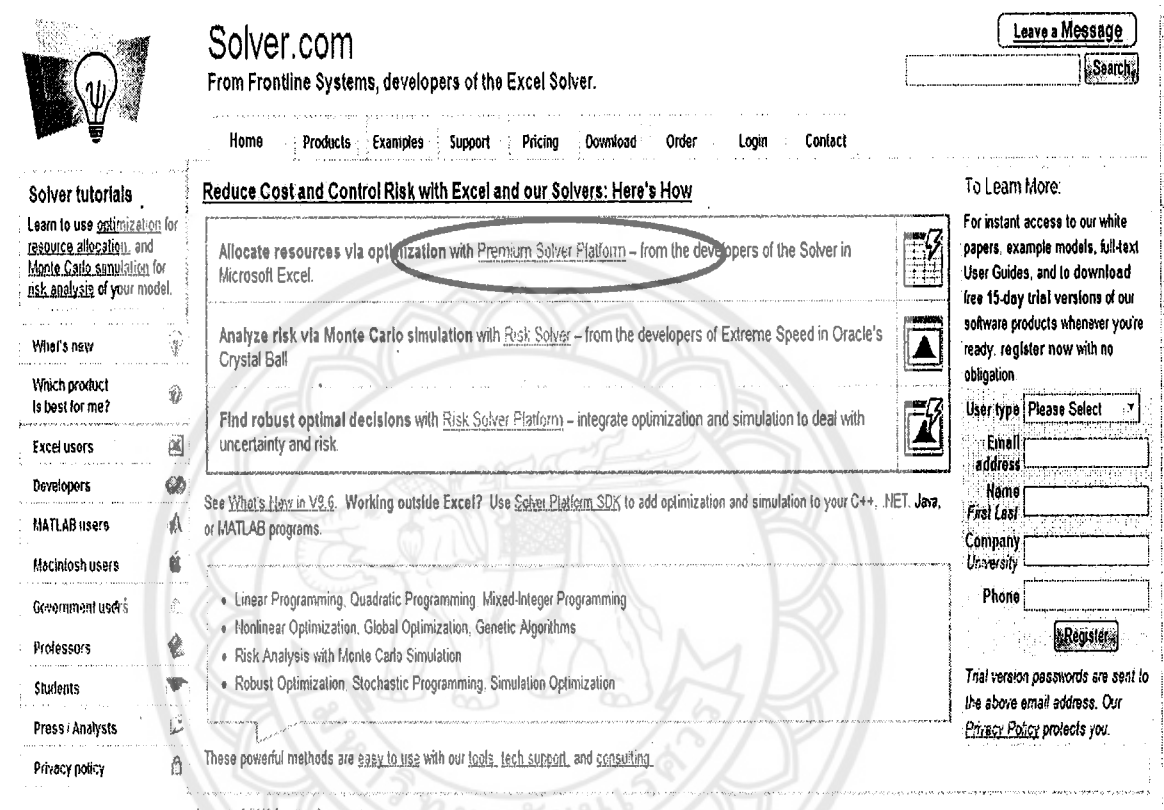 Solver.com
From Frontline Systems, developers of the Excel Solver.
Leave a Message
Search
Home Products Examples Support Pricing Download Order Login Contact
Solver tutorials
Learn to use optimization for
resource allocation, and
Monte Carlo simulation for
risk analysis of your model.
What's new
Which product
is best for me?
Excel users
Developers
MATLAB users
Macintosh users
Government users
Professors
Students
Press / Analysts
Privacy policy
Reduce Cost and Control Risk with Excel and our Solvers: Here's How
Allocate resources via optimization with Premium Solver Platform – from the developers of the Solver in
Microsoft Excel.
Analyze risk via Monte Carlo simulation with Risk Solver – from the developers of Extreme Speed in Oracle's
Crystal Ball
Find robust optimal decisions with Risk Solver Platform – integrate optimization and simulation to deal with
uncertainty and risk.
See What's New in V9.6. Working outside Excel? Use Solver Platform SDK to add optimization and simulation to your C++, .NET, Java,
or MATLAB programs.
• Linear Programming, Quadratic Programming Mixed-Integer Programming
• Nonlinear Optimization, Global Optimization, Genetic Algorithms
• Risk Analysis with Monte Carlo Simulation
• Robust Optimization, Stochastic Programming, Simulation Optimization
These powerful methods are easy to use with our tools, tech support, and consulting
To Learn More:
For instant access to our white
papers, example models, full-text
User Guides, and to download
free 15-day trial versions of our
software products whenever you're
ready, register now with no
obligation
User type Please Select
Email
address
Name
First Last
Company
University
Phone
Register
Trial version passwords are sent to
the above email address. Our
Privacy Policy protects you.